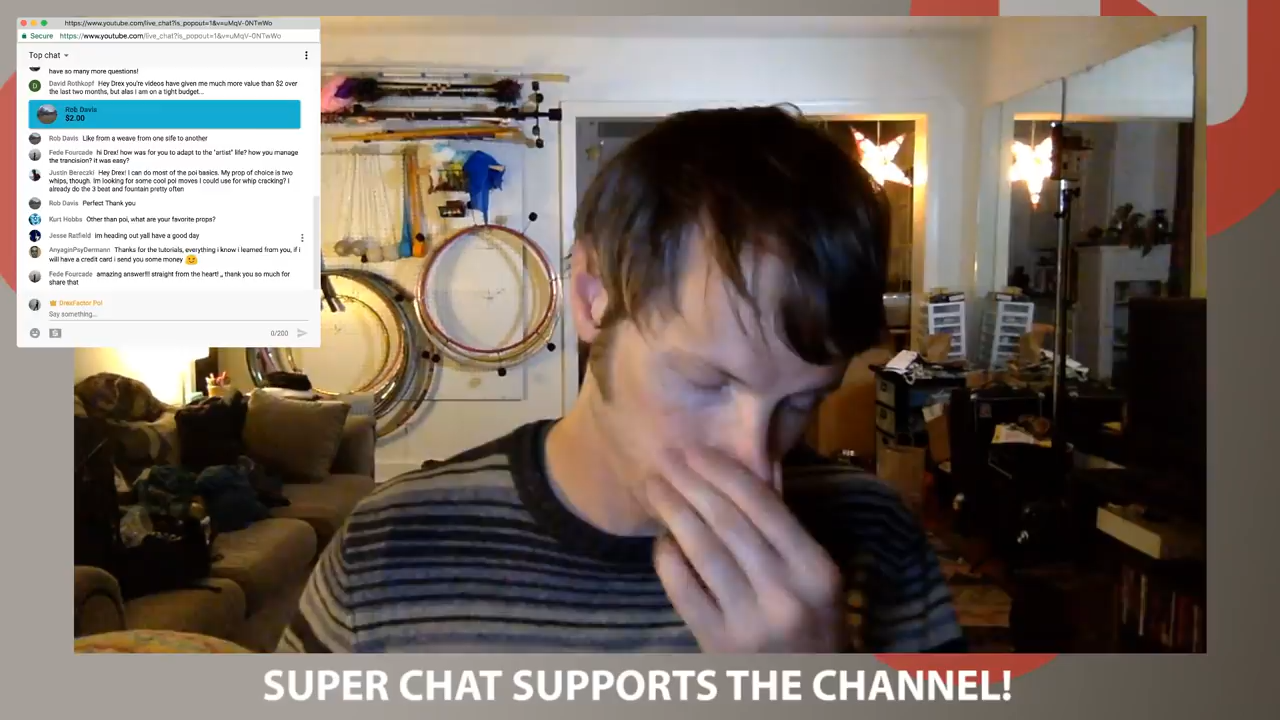 https://www.youtube.com/live_chat?is_popout=1&v=uMqV-0NTwWo
Secure https://www.youtube.com/live_chat?is_popout=1&v=uMqV-0NTwWo
Top chat
have so many more questions!
David Rothkopf Hey Drex you're videos have given me much more value than $2 over
the last two months, but alas I am on a tight budget...
Rob Davis
$2.00
Rob Davis Like from a weave from one sife to another
Fede Fourcade hi Drex! how was for you to adapt to the "artist" life? how you manage
the trancision? it was easy?
Justin Bereczki Hey Drex! I can do most of the poi basics. My prop of choice is two
whips, though. Im looking for some cool poi moves I could use for whip cracking? I
already do the 3 beat and fountain pretty often
Rob Davis Perfect Thank you
Kurt Hobbs Other than poi, what are your favorite props?
Jesse Ratfield im heading out yall have a good day
AnyaginPsyDermann Thanks for the tutorials, everything i know i learned from you, if i
will have a credit card i send you some money
Fede Fourcade amazing answer!!! straight from the heart! ,, thank you so much for
share that
DrexFactor Poi
Say something...
0/200
SUPER CHAT SUPPORTS THE CHANNEL!